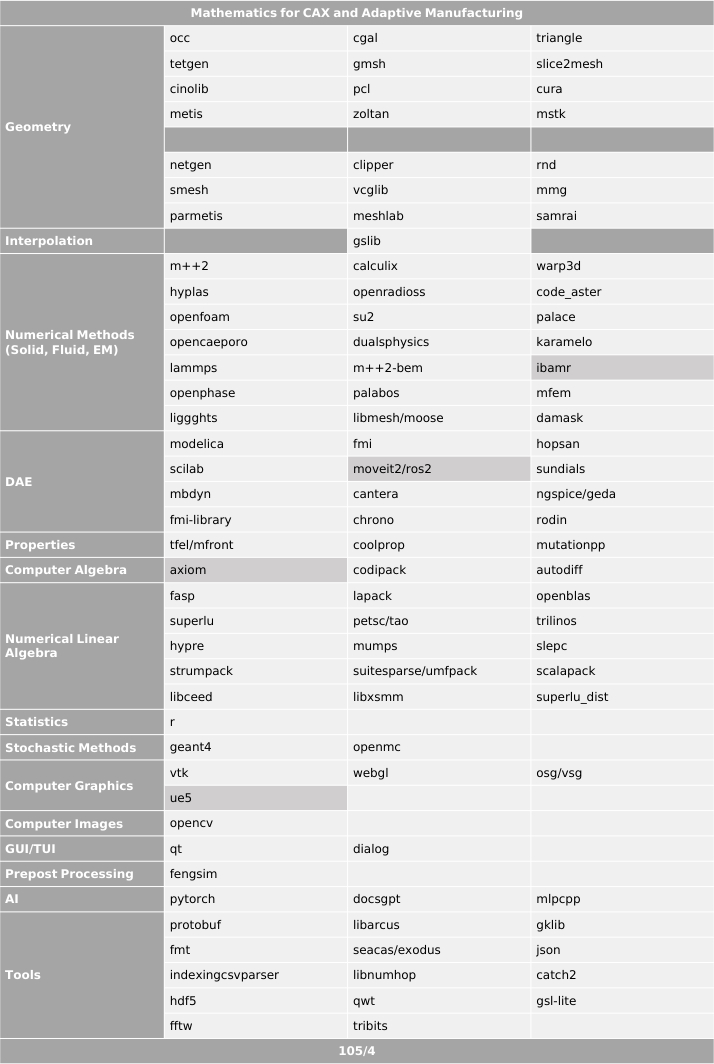 Mathematics for CAX and Adaptive Manufacturing
Geometry
occ cgal triangle
tetgen gmsh slice2mesh
cinolib pcl cura
metis zoltan mstk
netgen clipper rnd
smesh vcglib mmg
parmetis meshlab samrai
Interpolation gslib
Numerical Methods
(Solid, Fluid, EM)
m++2 calculix warp3d
hyplas openradioss code_aster
openfoam su2 palace
opencaeporo dualsphysics karamelo
lammps m++2-bem ibamr
openphase palabos mfem
liggghts libmesh/moose damask
DAE
modelica fmi hopsan
scilab moveit2/ros2 sundials
mbdyn cantera ngspice/geda
fmi-library chrono rodin
Properties tfel/mfront coolprop mutationpp
Computer Algebra axiom codipack autodiff
Numerical Linear
Algebra
fasp lapack openblas
superlu petsc/tao trilinos
hypre mumps slepc
strumpack suitesparse/umfpack scalapack
libceed libxsmm superlu_dist
Statistics r
Stochastic Methods geant4 openmc
Computer Graphics
vtk webgl osg/vsg
ue5
Computer Images opencv
GUI/TUI qt dialog
Prepost Processing fengsim
AI pytorch docsgpt mlpcpp
Tools
protobuf libarcus gklib
fmt seacas/exodus json
indexingcsvparser libnumhop catch2
hdf5 qwt gsl-lite
fftw tribits
105/4